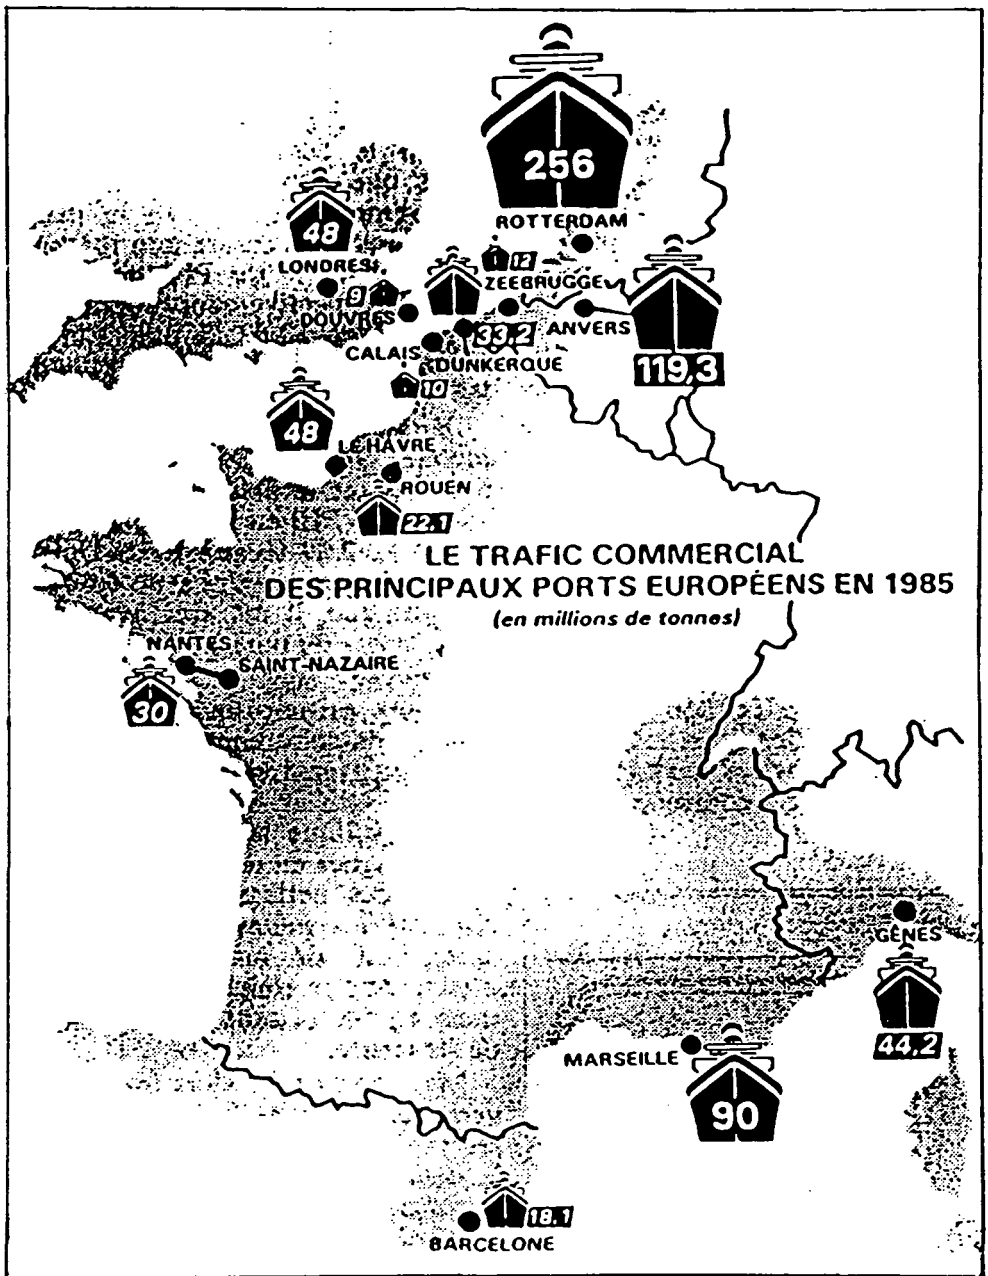 256
ROTTERDAM
48
LONDRES
12
ZEEBRUGGE
9
DOUVRES
ANVERS
119,3
33.2
CALAIS
DUNKERQUE
10
48
LE HAVRE
ROUEN
22.1
LE TRAFIC COMMERCIAL
DES PRINCIPAUX PORTS EUROPÉENS EN 1985
(en millions de tonnes)
NANTES
SAINT-NAZAIRE
30
GÊNES
44.2
MARSEILLE
90
18.1
BARCELONE